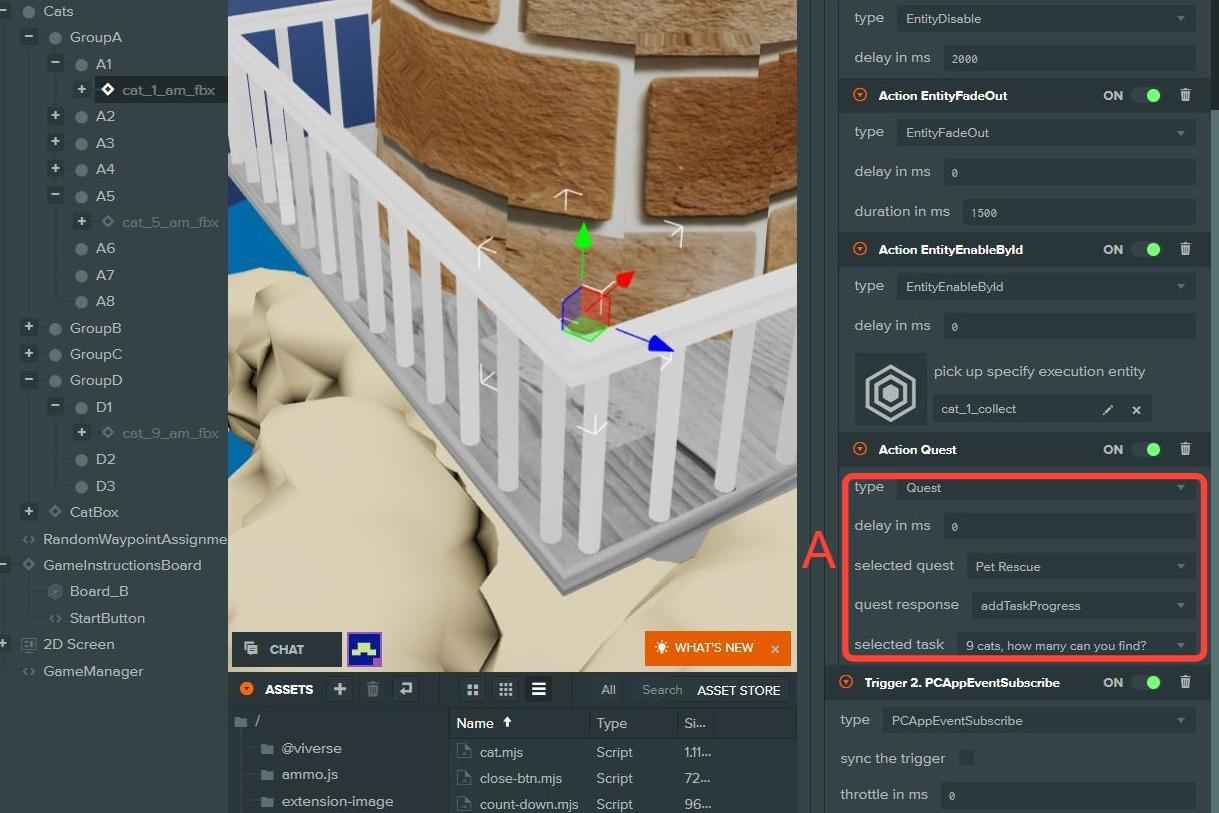 Cats
GroupA
A1
cat_1_am_fbx
A2
A3
A4
A5
cat_5_am_fbx
A6
A7
A8
GroupB
GroupC
GroupD
D1
cat_9_am_fbx
D2
D3
CatBox
RandomWaypointAssignme
GameInstructionsBoard
Board_B
StartButton
2D Screen
GameManager
CHAT
WHAT'S NEW
ASSETS
All
Search
ASSET STORE
/
@viverse
ammo.js
extension-image
Name
Type
Si...
cat.mjs
Script
1.11...
close-btn.mjs
Script
72...
count-down.mjs
Script
96...
type
EntityDisable
delay in ms
2000
Action EntityFadeOut
ON
type
EntityFadeOut
delay in ms
0
duration in ms
1500
Action EntityEnableById
ON
type
EntityEnableById
delay in ms
0
pick up specify execution entity
cat_1_collect
Action Quest
ON
A
type
Quest
delay in ms
0
selected quest
Pet Rescue
quest response
addTaskProgress
selected task
9 cats, how many can you find?
Trigger 2. PCAppEventSubscribe
ON
type
PCAppEventSubscribe
sync the trigger
throttle in ms
0